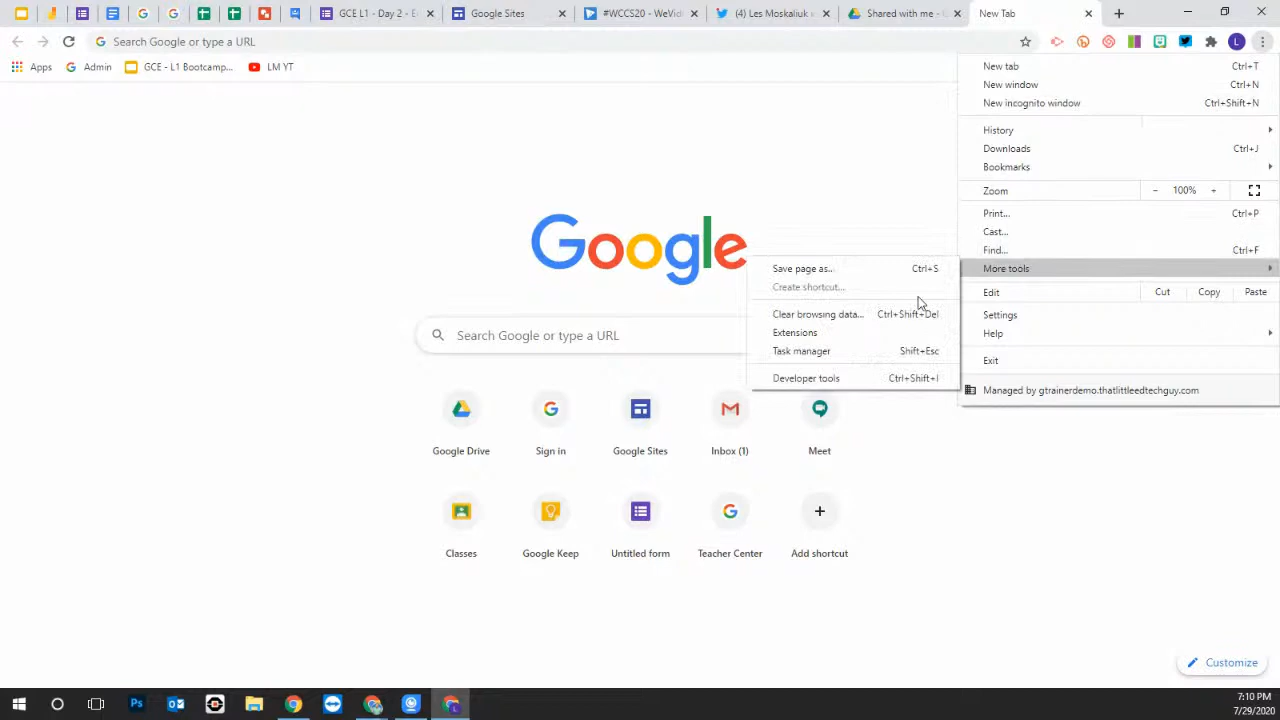 GCE L1 - Day 2 - E
Google Sites
#WCCS20 - WeVid
(4) Les Moskaliuk
Shared with me - G
New Tab
Search Google or type a URL
L
Apps
Admin
GCE - L1 Bootcamp...
LM YT
New tab Ctrl+T
New window Ctrl+N
New incognito window Ctrl+Shift+N
History
Downloads Ctrl+J
Bookmarks
Zoom - 100% +
Print... Ctrl+P
Cast...
Find... Ctrl+F
More tools
Edit Cut Copy Paste
Settings
Help
Exit
Managed by gtrainerdemo.thatlittleedtechguy.com
Save page as... Ctrl+S
Create shortcut...
Clear browsing data... Ctrl+Shift+Del
Extensions
Task manager Shift+Esc
Developer tools Ctrl+Shift+I
Google
Search Google or type a URL
Google Drive
Sign in
Google Sites
Inbox (1)
Meet
Classes
Google Keep
Untitled form
Teacher Center
Add shortcut
Customize
Ps
7:10 PM
7/29/2020